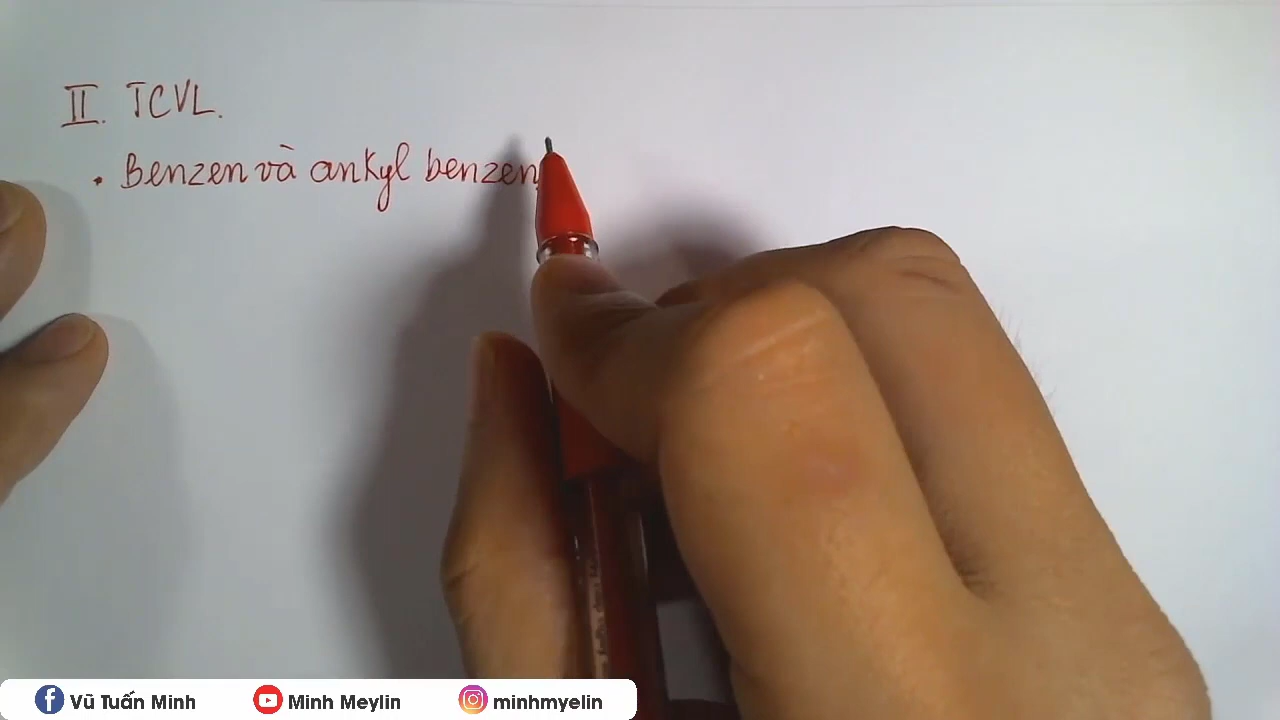 II. TCVL.
• Benzen và ankyl benzen
Vũ Tuấn Minh Minh Meylin minhmyelin